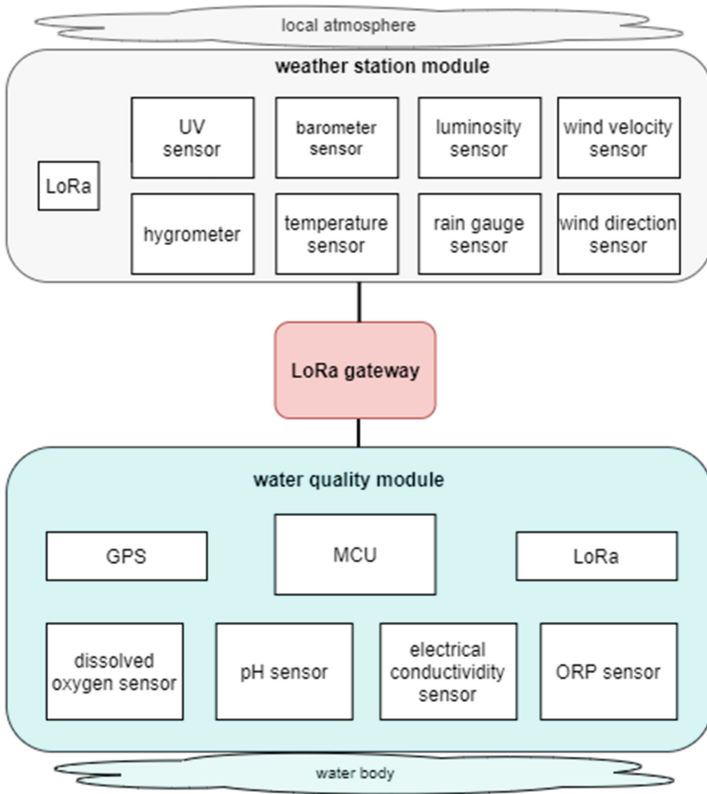 local atmosphere
weather station module
UV
sensor
barometer
sensor
luminosity
sensor
wind velocity
sensor
LoRa
hygrometer
temperature
sensor
rain gauge
sensor
wind direction
sensor
LoRa gateway
water quality module
GPS
MCU
LoRa
dissolved
oxygen sensor
pH sensor
electrical
conductividity
sensor
ORP sensor
water body